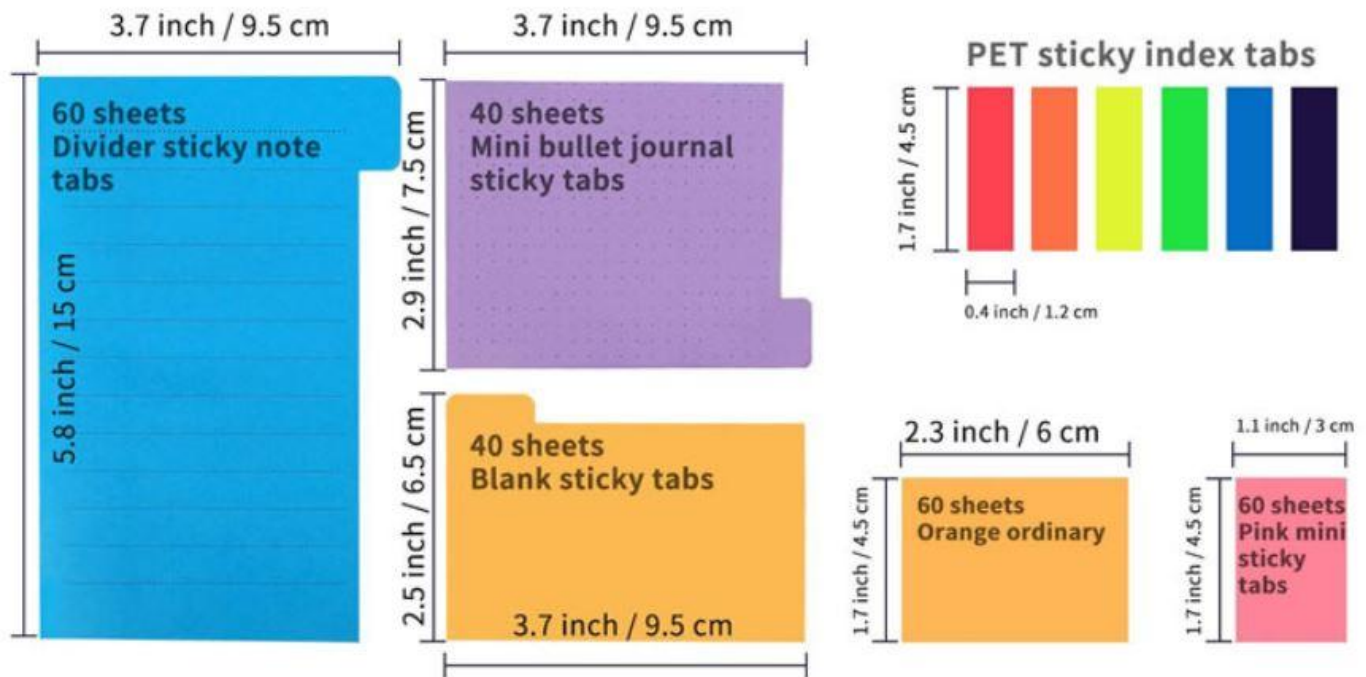 3.7 inch / 9.5 cm
60 sheets
Divider sticky note
tabs
5.8 inch / 15 cm
3.7 inch / 9.5 cm
2.9 inch / 7.5 cm
40 sheets
Mini bullet journal
sticky tabs
2.5 inch / 6.5 cm
40 sheets
Blank sticky tabs
3.7 inch / 9.5 cm
PET sticky index tabs
1.7 inch / 4.5 cm
0.4 inch / 1.2 cm
2.3 inch / 6 cm
1.7 inch / 4.5 cm
60 sheets
Orange ordinary
1.1 inch / 3 cm
1.7 inch / 4.5 cm
60 sheets
Pink mini
sticky
tabs